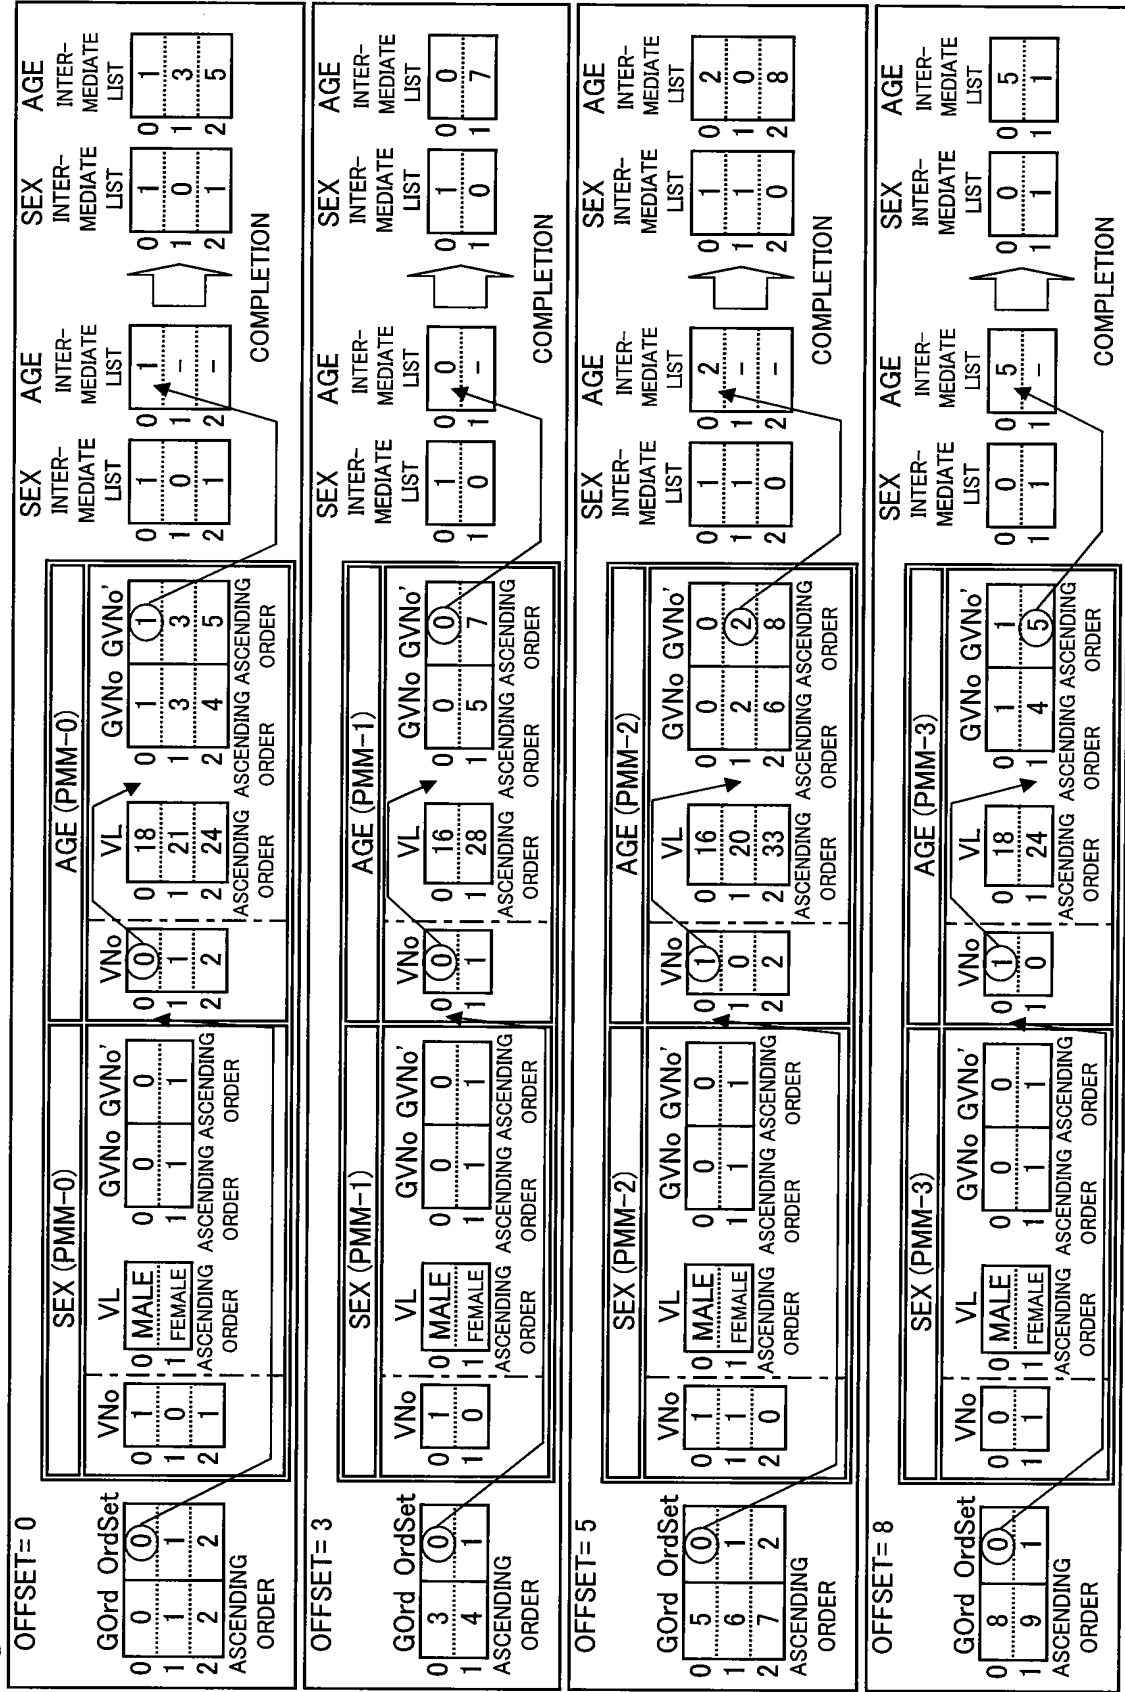 OFFSET= 0
GOrd OrdSet
0 0 0
1 1 1
2 2 2
ASCENDING
ORDER
SEX (PMM-0)
VNo VL GVNo GVNo'
0 1 0 MALE 0 0 0
1 0 1 FEMALE 1 1 1
2 1
ASCENDING ASCENDING ASCENDING
ORDER ORDER ORDER
AGE (PMM-0)
VNo VL GVNo GVNo'
0 0 0 18 0 1 1
1 1 1 21 1 3 3
2 2 2 24 2 4 5
ASCENDING ASCENDING ASCENDING
ORDER ORDER ORDER
SEX AGE SEX AGE
INTER- INTER- INTER- INTER-
MEDIATE MEDIATE MEDIATE MEDIATE
LIST LIST LIST LIST
0 1 0 1 0 1 0 1
1 0 1 - 1 0 1 3
2 1 2 - 2 1 2 5
COMPLETION
OFFSET= 3
GOrd OrdSet
0 3 0
1 4 1
ASCENDING
ORDER
SEX (PMM-1)
VNo VL GVNo GVNo'
0 1 0 MALE 0 0 0
1 0 1 FEMALE 1 1 1
ASCENDING ASCENDING ASCENDING
ORDER ORDER ORDER
AGE (PMM-1)
VNo VL GVNo GVNo'
0 0 0 16 0 0 0
1 1 1 28 1 5 7
ASCENDING ASCENDING ASCENDING
ORDER ORDER ORDER
SEX AGE SEX AGE
INTER- INTER- INTER- INTER-
MEDIATE MEDIATE MEDIATE MEDIATE
LIST LIST LIST LIST
0 1 0 0 0 1 0 0
1 0 1 - 1 0 1 7
COMPLETION
OFFSET= 5
GOrd OrdSet
0 5 0
1 6 1
2 7 2
ASCENDING
ORDER
SEX (PMM-2)
VNo VL GVNo GVNo'
0 1 0 MALE 0 0 0
1 1 1 FEMALE 1 1 1
2 0
ASCENDING ASCENDING ASCENDING
ORDER ORDER ORDER
AGE (PMM-2)
VNo VL GVNo GVNo'
0 1 0 16 0 0 0
1 0 1 20 1 2 2
2 2 2 33 2 6 8
ASCENDING ASCENDING ASCENDING
ORDER ORDER ORDER
SEX AGE SEX AGE
INTER- INTER- INTER- INTER-
MEDIATE MEDIATE MEDIATE MEDIATE
LIST LIST LIST LIST
0 1 0 2 0 1 0 2
1 1 1 - 1 1 1 0
2 0 2 - 2 0 2 8
COMPLETION
OFFSET= 8
GOrd OrdSet
0 8 0
1 9 1
ASCENDING
ORDER
SEX (PMM-3)
VNo VL GVNo GVNo'
0 0 0 MALE 0 0 0
1 1 1 FEMALE 1 1 1
ASCENDING ASCENDING ASCENDING
ORDER ORDER ORDER
AGE (PMM-3)
VNo VL GVNo GVNo'
0 1 0 18 0 1 1
1 0 1 24 1 4 5
ASCENDING ASCENDING ASCENDING
ORDER ORDER ORDER
SEX AGE SEX AGE
INTER- INTER- INTER- INTER-
MEDIATE MEDIATE MEDIATE MEDIATE
LIST LIST LIST LIST
0 0 0 5 0 0 0 5
1 1 1 - 1 1 1 1
COMPLETION